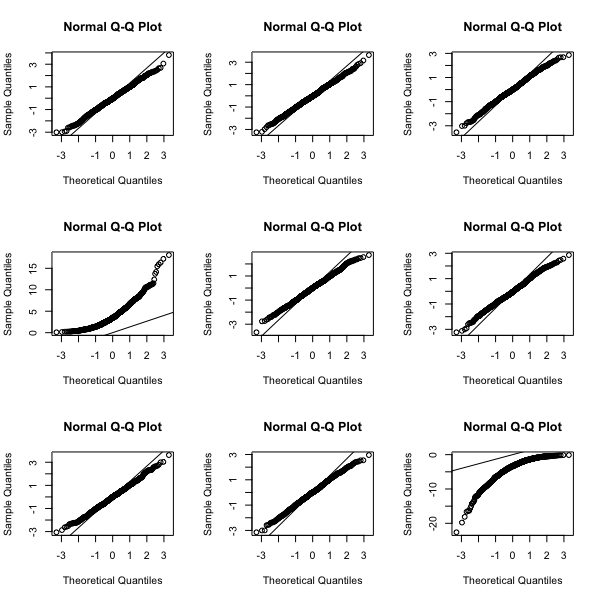 Normal Q-Q Plot Normal Q-Q Plot Normal Q-Q Plot
Sample Quantiles Sample Quantiles Sample Quantiles
3 3 3
1 1 1
-1 -1 -1
-3 -3 -3
-3 -1 0 1 2 3 -3 -1 0 1 2 3 -3 -1 0 1 2 3
Theoretical Quantiles Theoretical Quantiles Theoretical Quantiles
Normal Q-Q Plot Normal Q-Q Plot Normal Q-Q Plot
Sample Quantiles Sample Quantiles Sample Quantiles
15 3
10 1 1
5 -1 -1
0 -3 -3
-3 -1 0 1 2 3 -3 -1 0 1 2 3 -3 -1 0 1 2 3
Theoretical Quantiles Theoretical Quantiles Theoretical Quantiles
Normal Q-Q Plot Normal Q-Q Plot Normal Q-Q Plot
Sample Quantiles Sample Quantiles Sample Quantiles
3 3 0
1 1 -10
-1 -1 -20
-3 -3
-3 -1 0 1 2 3 -3 -1 0 1 2 3 -3 -1 0 1 2 3
Theoretical Quantiles Theoretical Quantiles Theoretical Quantiles